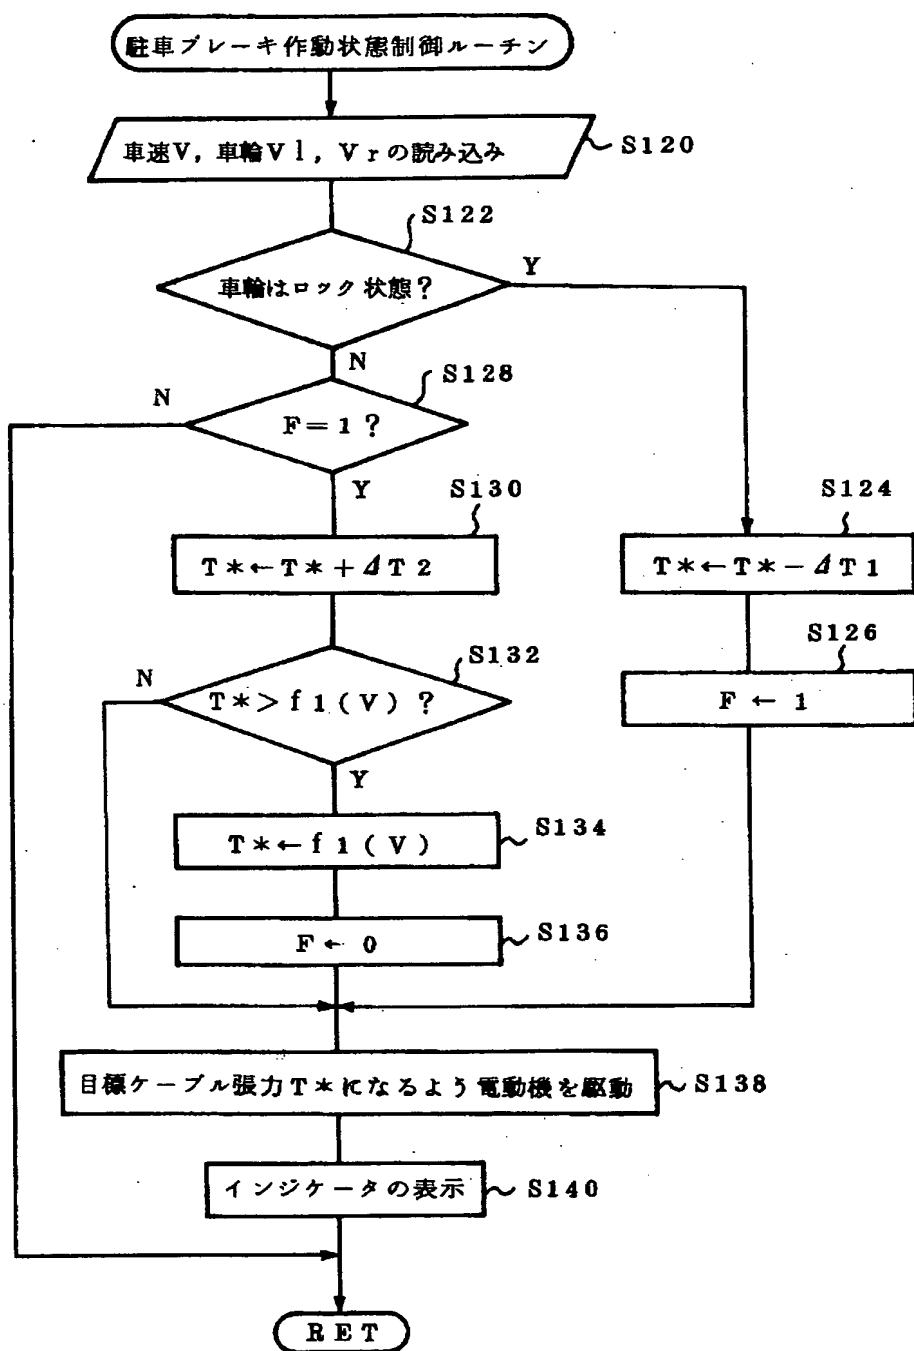 駐車ブレーキ作動状態制御ルーチン
車速V，車輪Vl，Vrの読み込み
S120
S122
車輪はロック状態？
Y
N
S128
N
F＝1？
Y
S130
T*←T*+ΔT2
S124
T*←T*-ΔT1
S126
F←1
S132
N
T*>f1(V)？
Y
S134
T*←f1(V)
F←0
S136
目標ケーブル張力T*になるよう電動機を駆動
S138
インジケータの表示
S140
RET